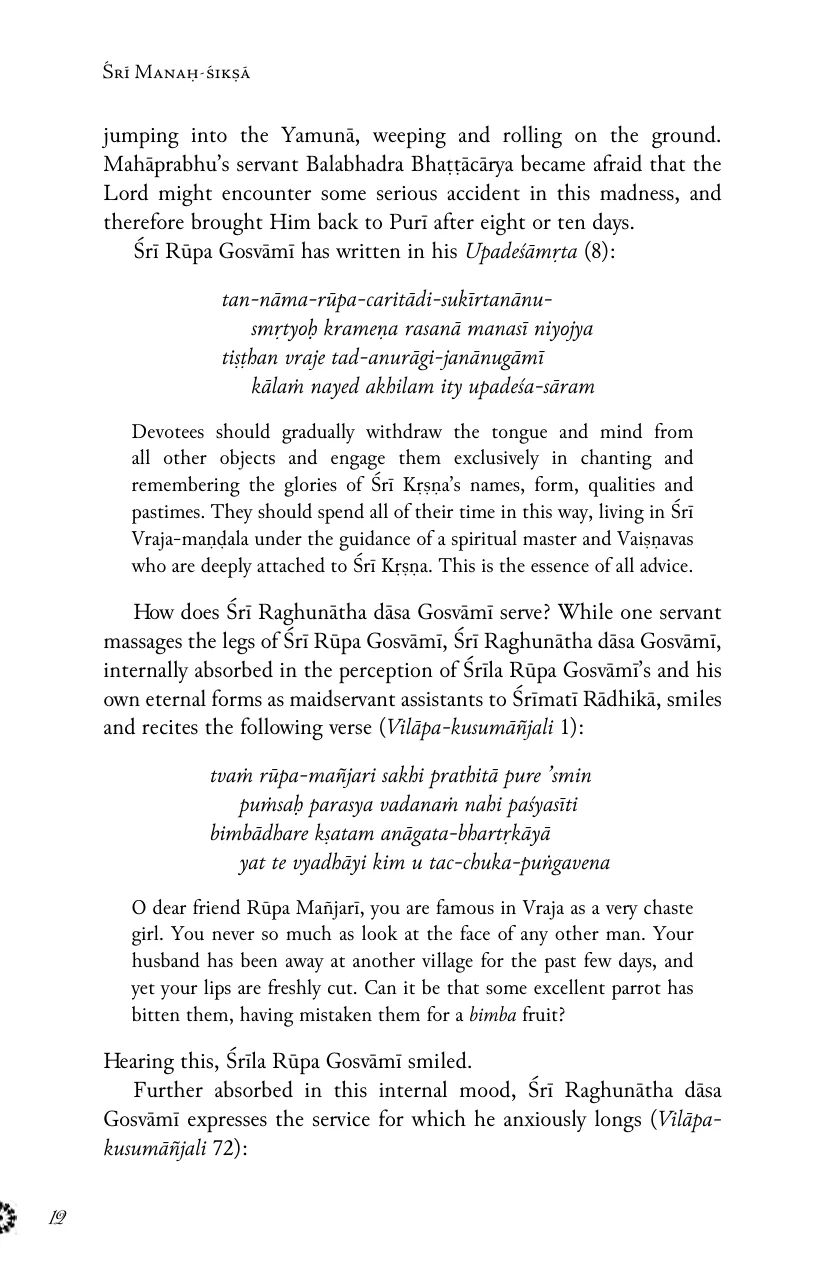 Śrī Manaḥ-śikṣā
jumping into the Yamunā, weeping and rolling on the ground.
Mahāprabhu’s servant Balabhadra Bhaṭṭācārya became afraid that the
Lord might encounter some serious accident in this madness, and
therefore brought Him back to Purī after eight or ten days.
Śrī Rūpa Gosvāmī has written in his Upadeśāmṛta (8):
tan-nāma-rūpa-caritādi-sukīrtanānu-
smṛtyoḥ krameṇa rasanā manasī niyojya
tiṣṭhan vraje tad-anurāgi-janānugāmī
kālaṁ nayed akhilam ity upadeśa-sāram
Devotees should gradually withdraw the tongue and mind from
all other objects and engage them exclusively in chanting and
remembering the glories of Śrī Kṛṣṇa’s names, form, qualities and
pastimes. They should spend all of their time in this way, living in Śrī
Vraja-maṇḍala under the guidance of a spiritual master and Vaiṣṇavas
who are deeply attached to Śrī Kṛṣṇa. This is the essence of all advice.
How does Śrī Raghunātha dāsa Gosvāmī serve? While one servant
massages the legs of Śrī Rūpa Gosvāmī, Śrī Raghunātha dāsa Gosvāmī,
internally absorbed in the perception of Śrīla Rūpa Gosvāmī’s and his
own eternal forms as maidservant assistants to Śrīmatī Rādhikā, smiles
and recites the following verse (Vilāpa-kusumāñjali 1):
tvaṁ rūpa-mañjari sakhi prathitā pure ’smin
puṁsaḥ parasya vadanaṁ nahi paśyasīti
bimbādhare kṣatam anāgata-bhartṛkāyā
yat te vyadhāyi kim u tac-chuka-puṅgavena
O dear friend Rūpa Mañjarī, you are famous in Vraja as a very chaste
girl. You never so much as look at the face of any other man. Your
husband has been away at another village for the past few days, and
yet your lips are freshly cut. Can it be that some excellent parrot has
bitten them, having mistaken them for a bimba fruit?
Hearing this, Śrīla Rūpa Gosvāmī smiled.
Further absorbed in this internal mood, Śrī Raghunātha dāsa
Gosvāmī expresses the service for which he anxiously longs (Vilāpa-
kusumāñjali 72):
12